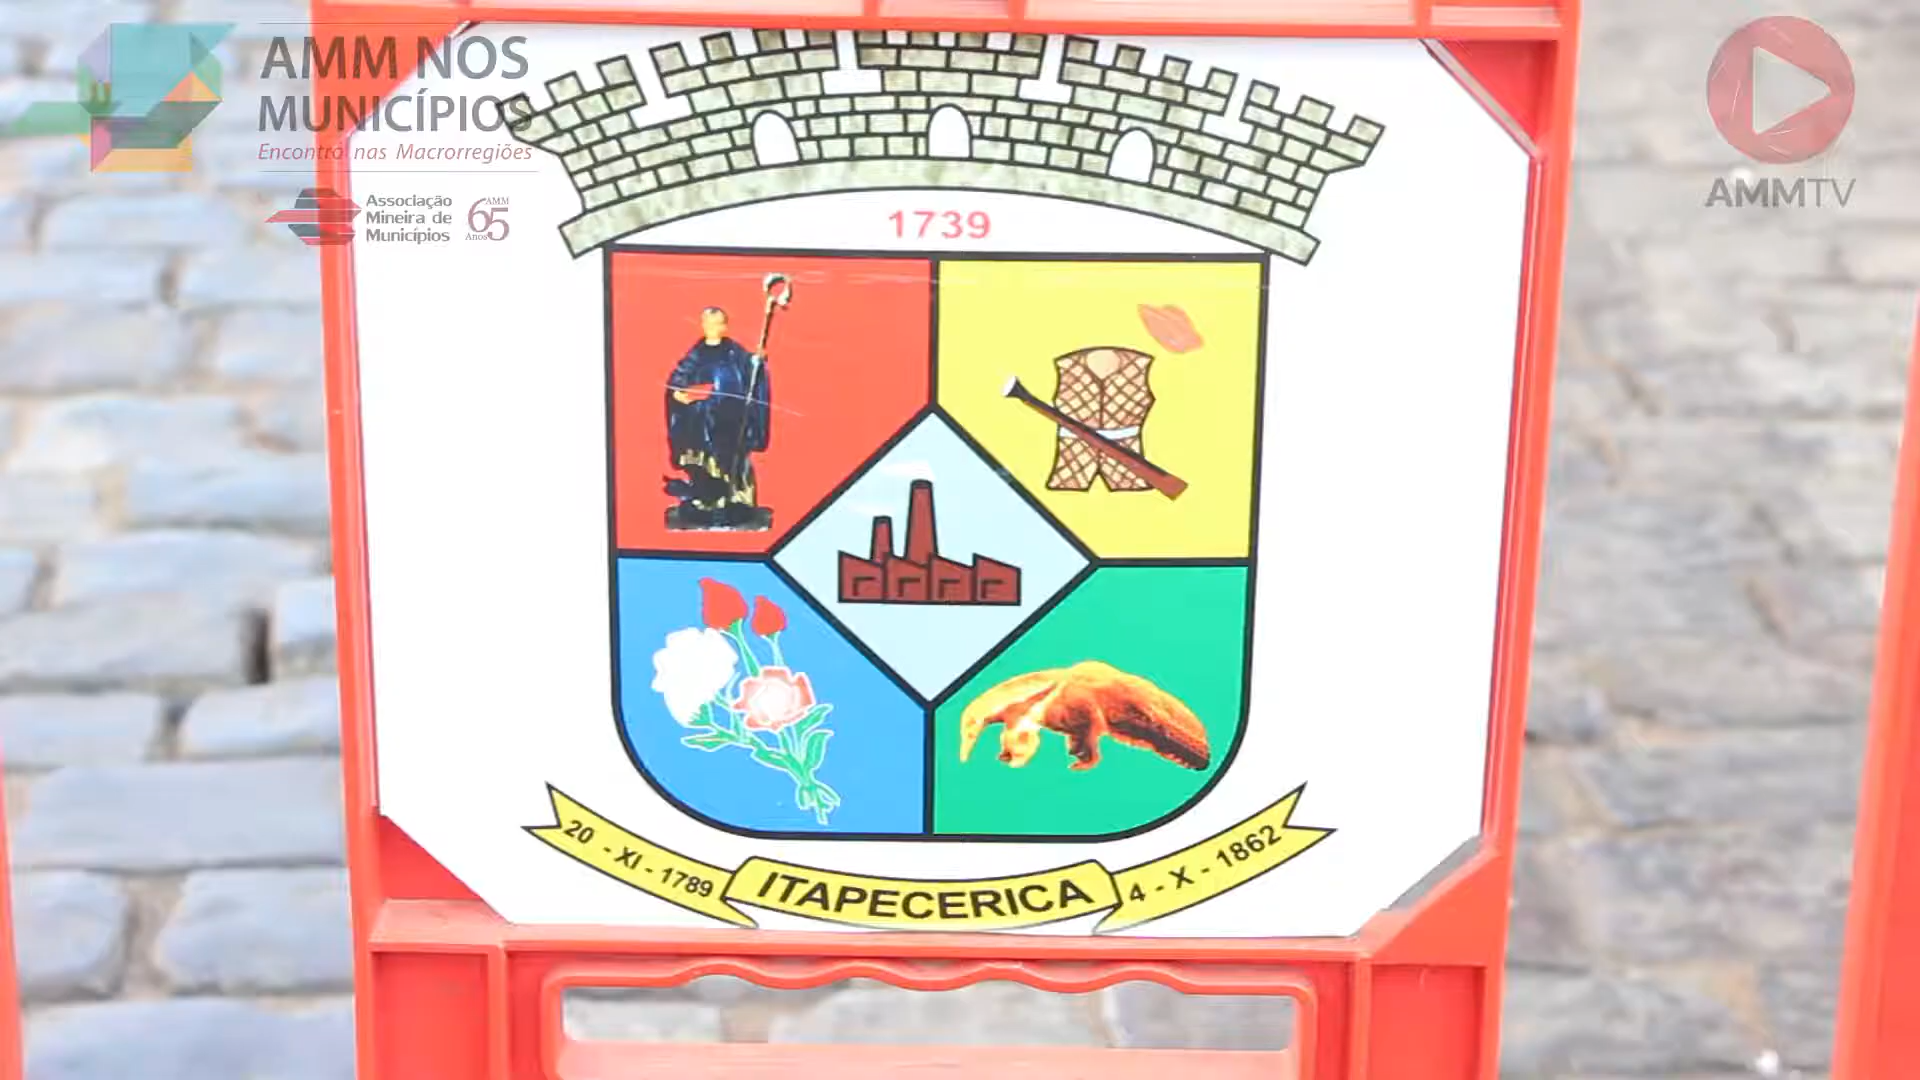 AMM NOS
MUNICÍPIOS
Encontro nas Macrorregiões
Associação
Mineira de
Municípios
AMM
65
Anos
AMMTV
1739
20 - XI - 1789
ITAPECERICA
4 - X - 1862